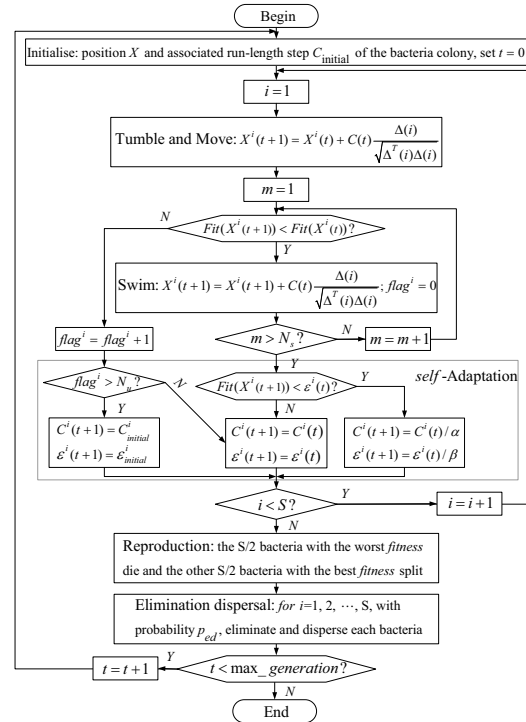 Begin
Initialise: position X and associated run-length step C_initial of the bacteria colony, set t = 0
i = 1
Tumble and Move: X^i(t+1) = X^i(t) + C(t) Δ(i) / √(Δ^T(i)Δ(i))
m = 1
N
Fit(X^i(t+1)) < Fit(X^i(t))?
Y
Swim: X^i(t+1) = X^i(t+1) + C(t) Δ(i) / √(Δ^T(i)Δ(i)); flag^i = 0
flag^i = flag^i + 1
m > N_s?
N
m = m + 1
Y
self-Adaptation
flag^i > N_u?
N
Fit(X^i(t+1)) < ε^i(t)?
Y
Y
N
C^i(t+1) = C^i_initial
ε^i(t+1) = ε^i_initial
C^i(t+1) = C^i(t)
ε^i(t+1) = ε^i(t)
C^i(t+1) = C^i(t)/α
ε^i(t+1) = ε^i(t)/β
i < S?
Y
i = i + 1
N
Reproduction: the S/2 bacteria with the worst fitness
die and the other S/2 bacteria with the best fitness split
Elimination dispersal: for i=1, 2, ⋯, S, with
probability p_ed, eliminate and disperse each bacteria
t = t + 1
Y
t < max_generation?
N
End